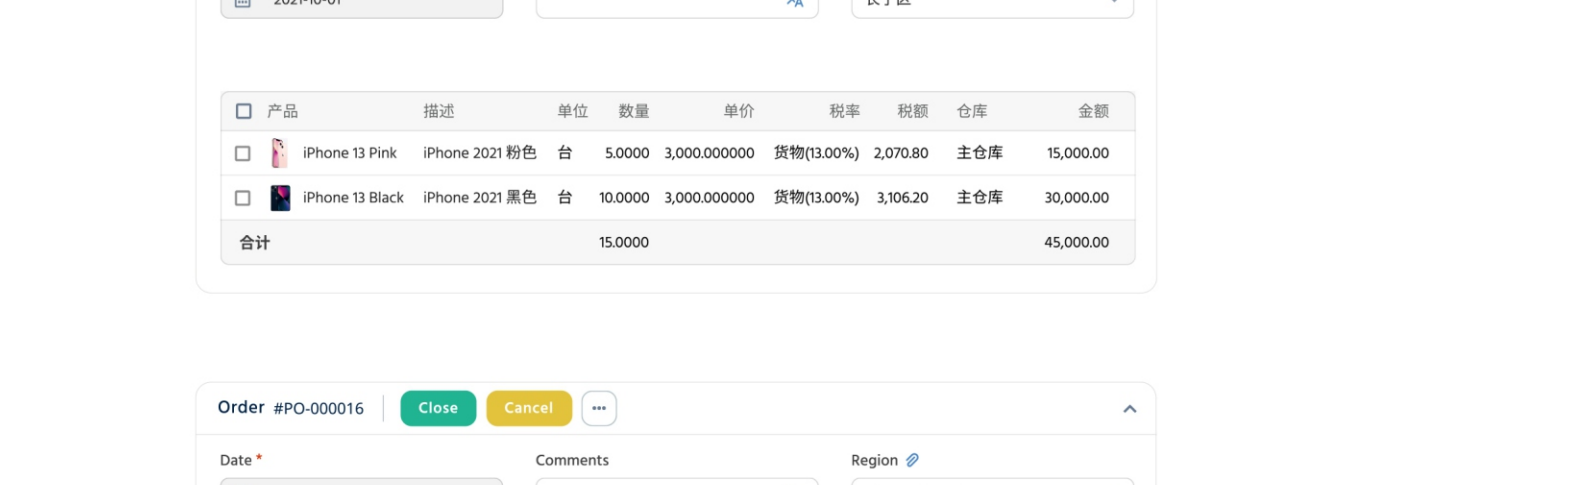 产品 描述 单位 数量 单价 税率 税额 仓库 金额
iPhone 13 Pink iPhone 2021 粉色 台 5.0000 3,000.000000 货物(13.00%) 2,070.80 主仓库 15,000.00
iPhone 13 Black iPhone 2021 黑色 台 10.0000 3,000.000000 货物(13.00%) 3,106.20 主仓库 30,000.00
合计 15.0000 45,000.00
Order #PO-000016 Close Cancel ...
Date * Comments Region